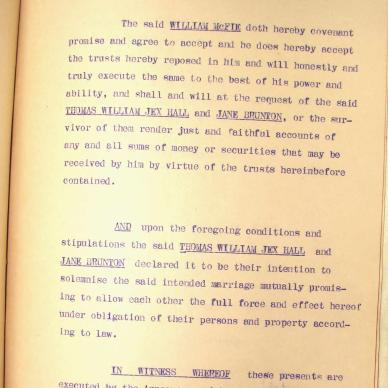 The said WILLIAM McFIE doth hereby covenant
promise and agree to accept and he does hereby accept
the trusts hereby reposed in him and will honestly and
truly execute the same to the best of his power and
ability, and shall and will at the request of the said
THOMAS WILLIAM JEX HALL and JANE BRUNTON, or the sur-
vivor of them render just and faithful accounts of
any and all sums of money or securities that may be
received by him by virtue of the trusts hereinbefore
contained.
AND upon the foregoing conditions and
stipulations the said THOMAS WILLIAM JEX HALL and
JANE BRUNTON declared it to be their intention to
solemnise the said intended marriage mutually promis-
ing to allow each other the full force and effect hereof
under obligation of their persons and property accord-
ing to law.
IN WITNESS WHEREOF these presents are
executed